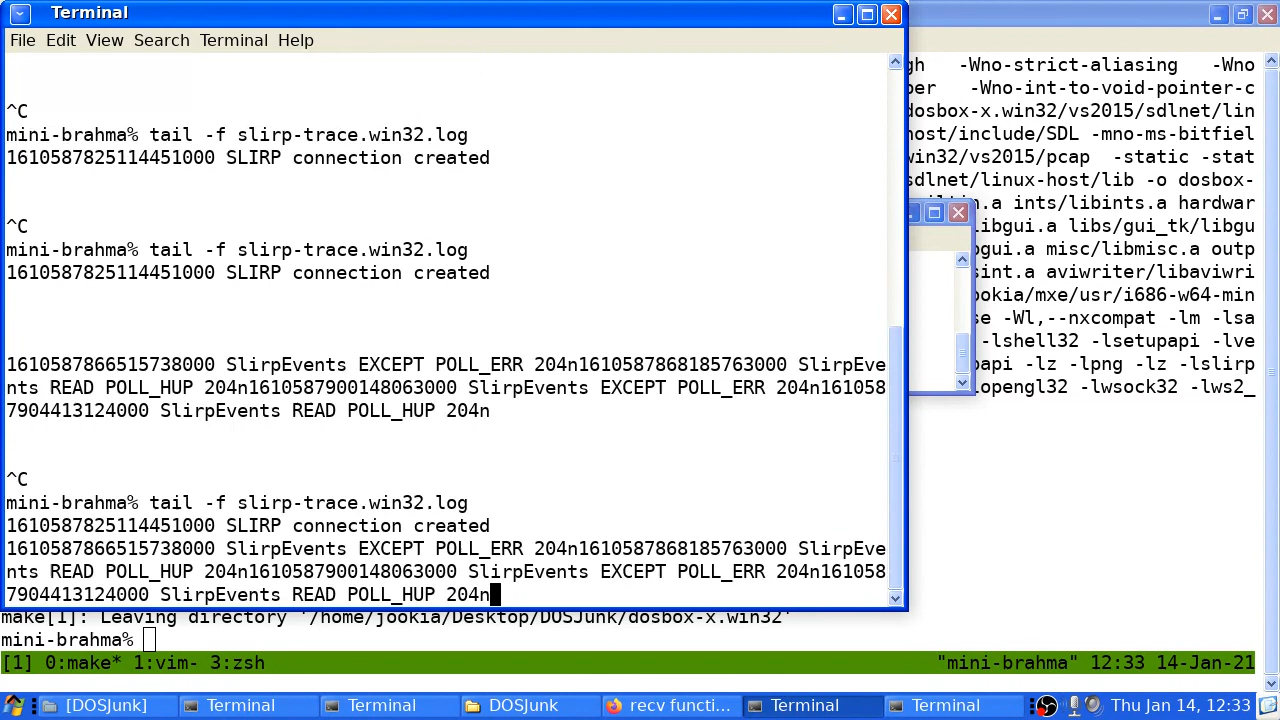 Terminal
File Edit View Search Terminal Help
^C
mini-brahma% tail -f slirp-trace.win32.log
1610587825114451000 SLIRP connection created
^C
mini-brahma% tail -f slirp-trace.win32.log
1610587825114451000 SLIRP connection created
1610587866515738000 SlirpEvents EXCEPT POLL_ERR 204n1610587868185763000 SlirpEve
nts READ POLL_HUP 204n1610587900148063000 SlirpEvents EXCEPT POLL_ERR 204n161058
7904413124000 SlirpEvents READ POLL_HUP 204n
^C
mini-brahma% tail -f slirp-trace.win32.log
1610587825114451000 SLIRP connection created
1610587866515738000 SlirpEvents EXCEPT POLL_ERR 204n1610587868185763000 SlirpEve
nts READ POLL_HUP 204n1610587900148063000 SlirpEvents EXCEPT POLL_ERR 204n161058
7904413124000 SlirpEvents READ POLL_HUP 204n
gh -Wno-strict-aliasing -Wno
ber -Wno-int-to-void-pointer-c
dosbox-x.win32/vs2015/sdlnet/lin
host/include/SDL -mno-ms-bitfiel
win32/vs2015/pcap -static -stat
sdlnet/linux-host/lib -o dosbox-
iltin.a ints/libints.a hardwar
libgui.a libs/gui_tk/libgu
ogui.a misc/libmisc.a outp
sint.a aviwriter/libaviwri
ookia/mxe/usr/i686-w64-min
se -Wl,--nxcompat -lm -lsa
-lshell32 -lsetupapi -lve
papi -lz -lpng -lz -lslirp
lopengl32 -lwsock32 -lws2_
make[1]: Leaving directory '/home/jookia/Desktop/DOSJunk/dosbox-x.win32'
mini-brahma%
[1] 0:make* 1:vim- 3:zsh "mini-brahma" 12:33 14-Jan-21
[DOSJunk] Terminal Terminal DOSJunk recv functi... Terminal Terminal Thu Jan 14, 12:33